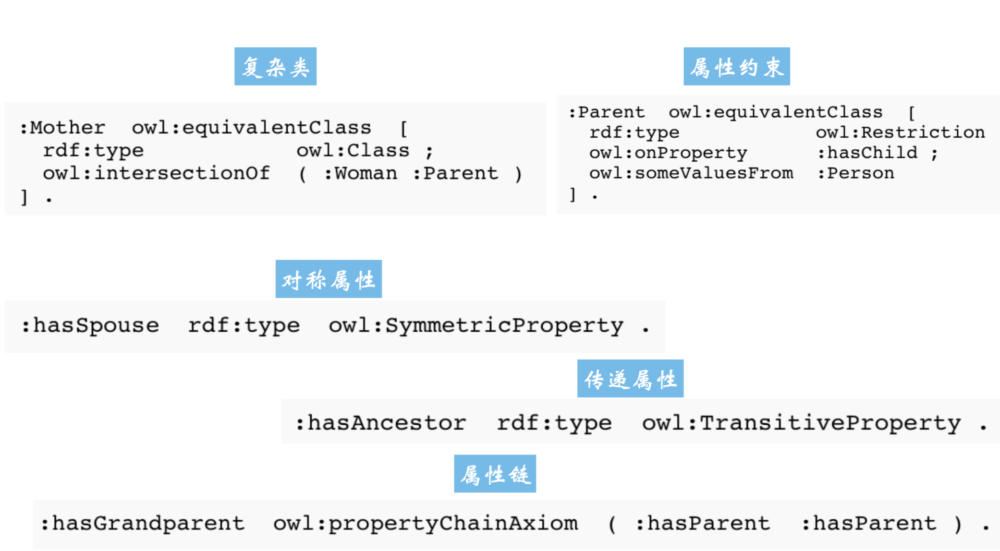 复杂类
:Mother owl:equivalentClass [
rdf:type owl:Class ;
owl:intersectionOf ( :Woman :Parent )
] .
属性约束
:Parent owl:equivalentClass [
rdf:type owl:Restriction
owl:onProperty :hasChild ;
owl:someValuesFrom :Person
] .
对称属性
:hasSpouse rdf:type owl:SymmetricProperty .
传递属性
:hasAncestor rdf:type owl:TransitiveProperty .
属性链
:hasGrandparent owl:propertyChainAxiom ( :hasParent :hasParent ) .